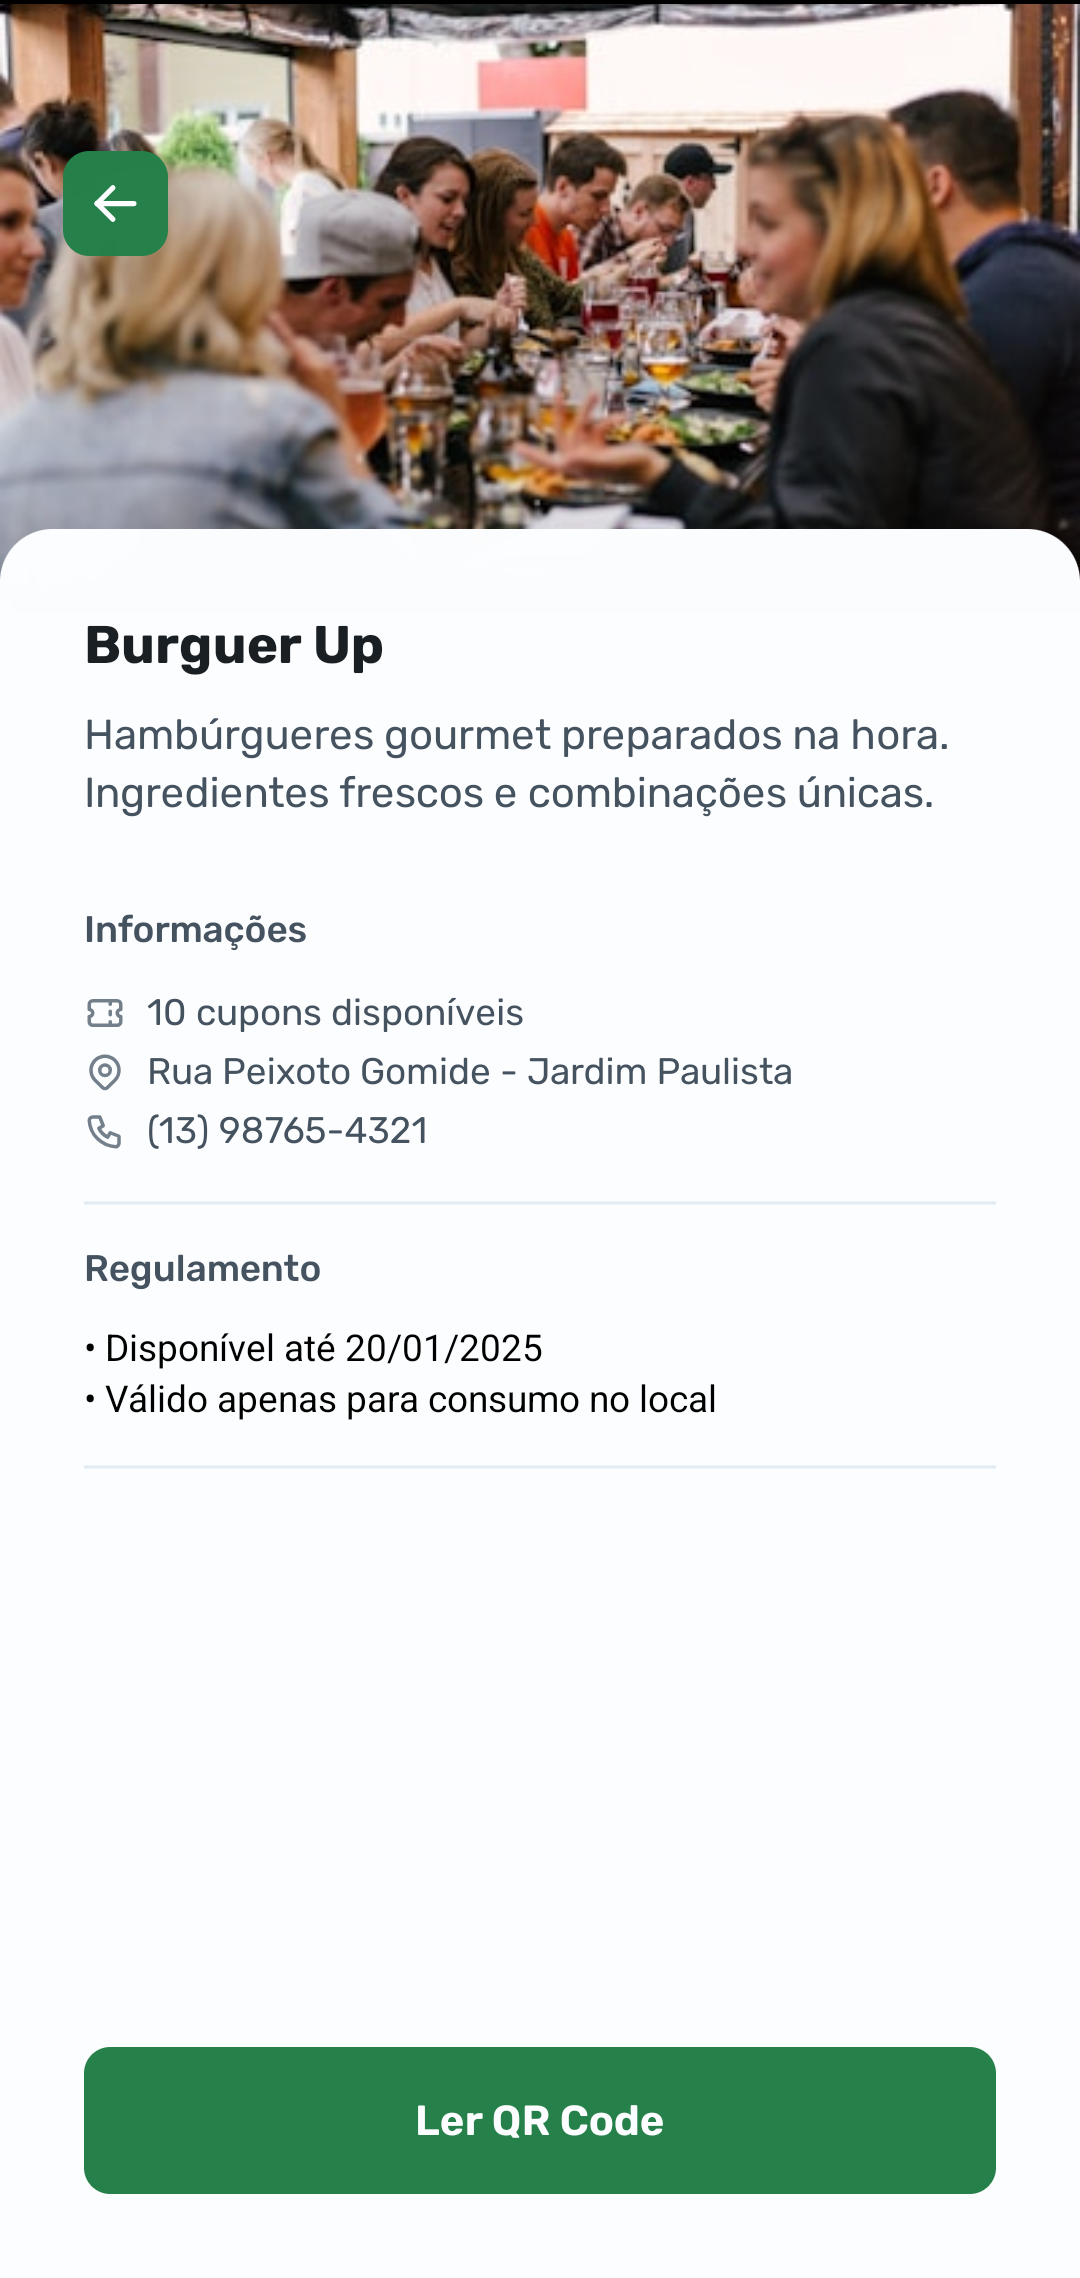 Burguer Up
Hambúrgueres gourmet preparados na hora.
Ingredientes frescos e combinações únicas.
Informações
10 cupons disponíveis
Rua Peixoto Gomide - Jardim Paulista
(13) 98765-4321
Regulamento
• Disponível até 20/01/2025
• Válido apenas para consumo no local
Ler QR Code